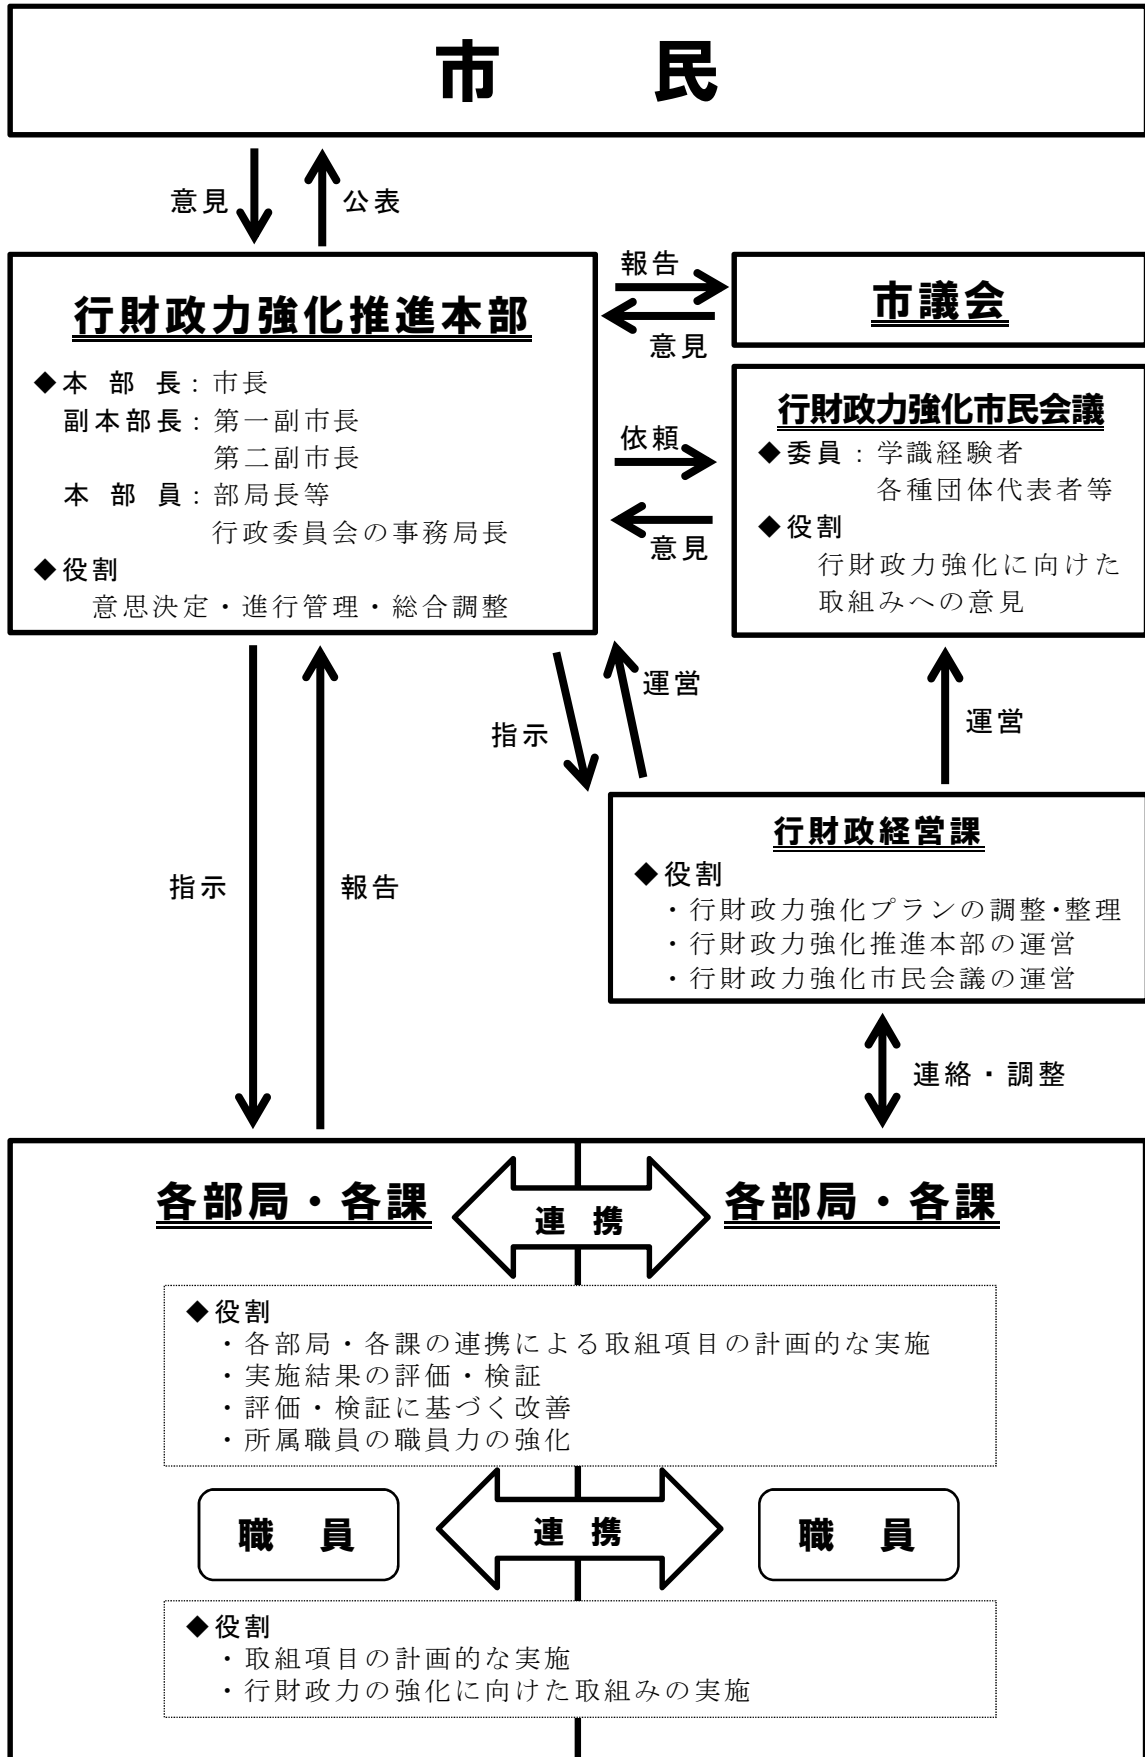 市　民
意見
公表
行財政力強化推進本部
◆本 部 長：市長
副本部長：第一副市長
第二副市長
本 部 員：部局長等
行政委員会の事務局長
◆役割
意思決定・進行管理・総合調整
報告
意見
市議会
依頼
意見
行財政力強化市民会議
◆委員：学識経験者
各種団体代表者等
◆役割
行財政力強化に向けた
取組みへの意見
指示
運営
運営
行財政経営課
◆役割
・行財政力強化プランの調整･整理
・行財政力強化推進本部の運営
・行財政力強化市民会議の運営
指示
報告
連絡・調整
各部局・各課
連 携
各部局・各課
◆役割
・各部局・各課の連携による取組項目の計画的な実施
・実施結果の評価・検証
・評価・検証に基づく改善
・所属職員の職員力の強化
職　員
連 携
職　員
◆役割
・取組項目の計画的な実施
・行財政力の強化に向けた取組みの実施